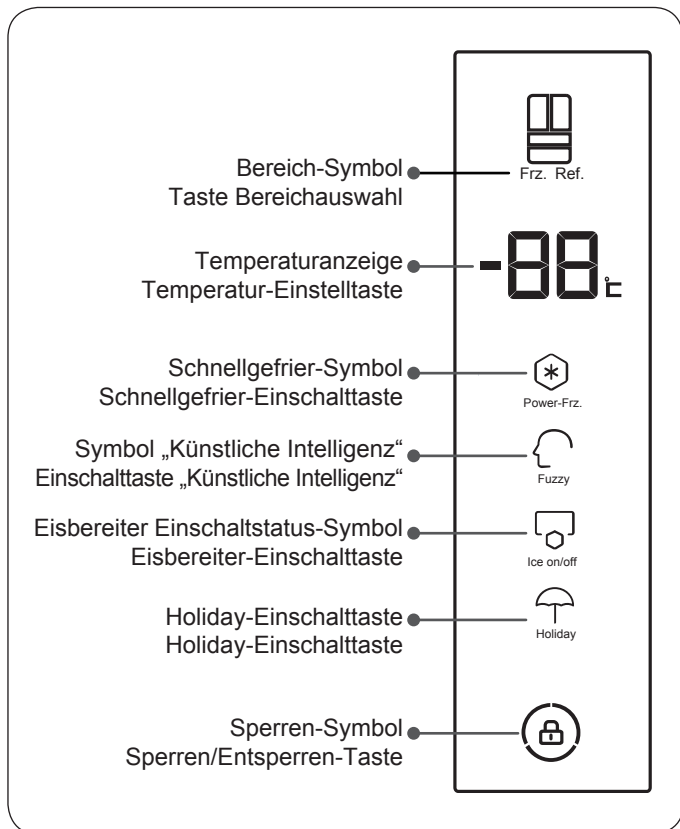 Bereich-Symbol
Taste Bereichauswahl
Frz. Ref.
Temperaturanzeige
Temperatur-Einstelltaste
-88°C
Schnellgefrier-Symbol
Schnellgefrier-Einschalttaste
Power-Frz.
Symbol „Künstliche Intelligenz“
Einschalttaste „Künstliche Intelligenz“
Fuzzy
Eisbereiter Einschaltstatus-Symbol
Eisbereiter-Einschalttaste
Ice on/off
Holiday-Einschalttaste
Holiday-Einschalttaste
Holiday
Sperren-Symbol
Sperren/Entsperren-Taste